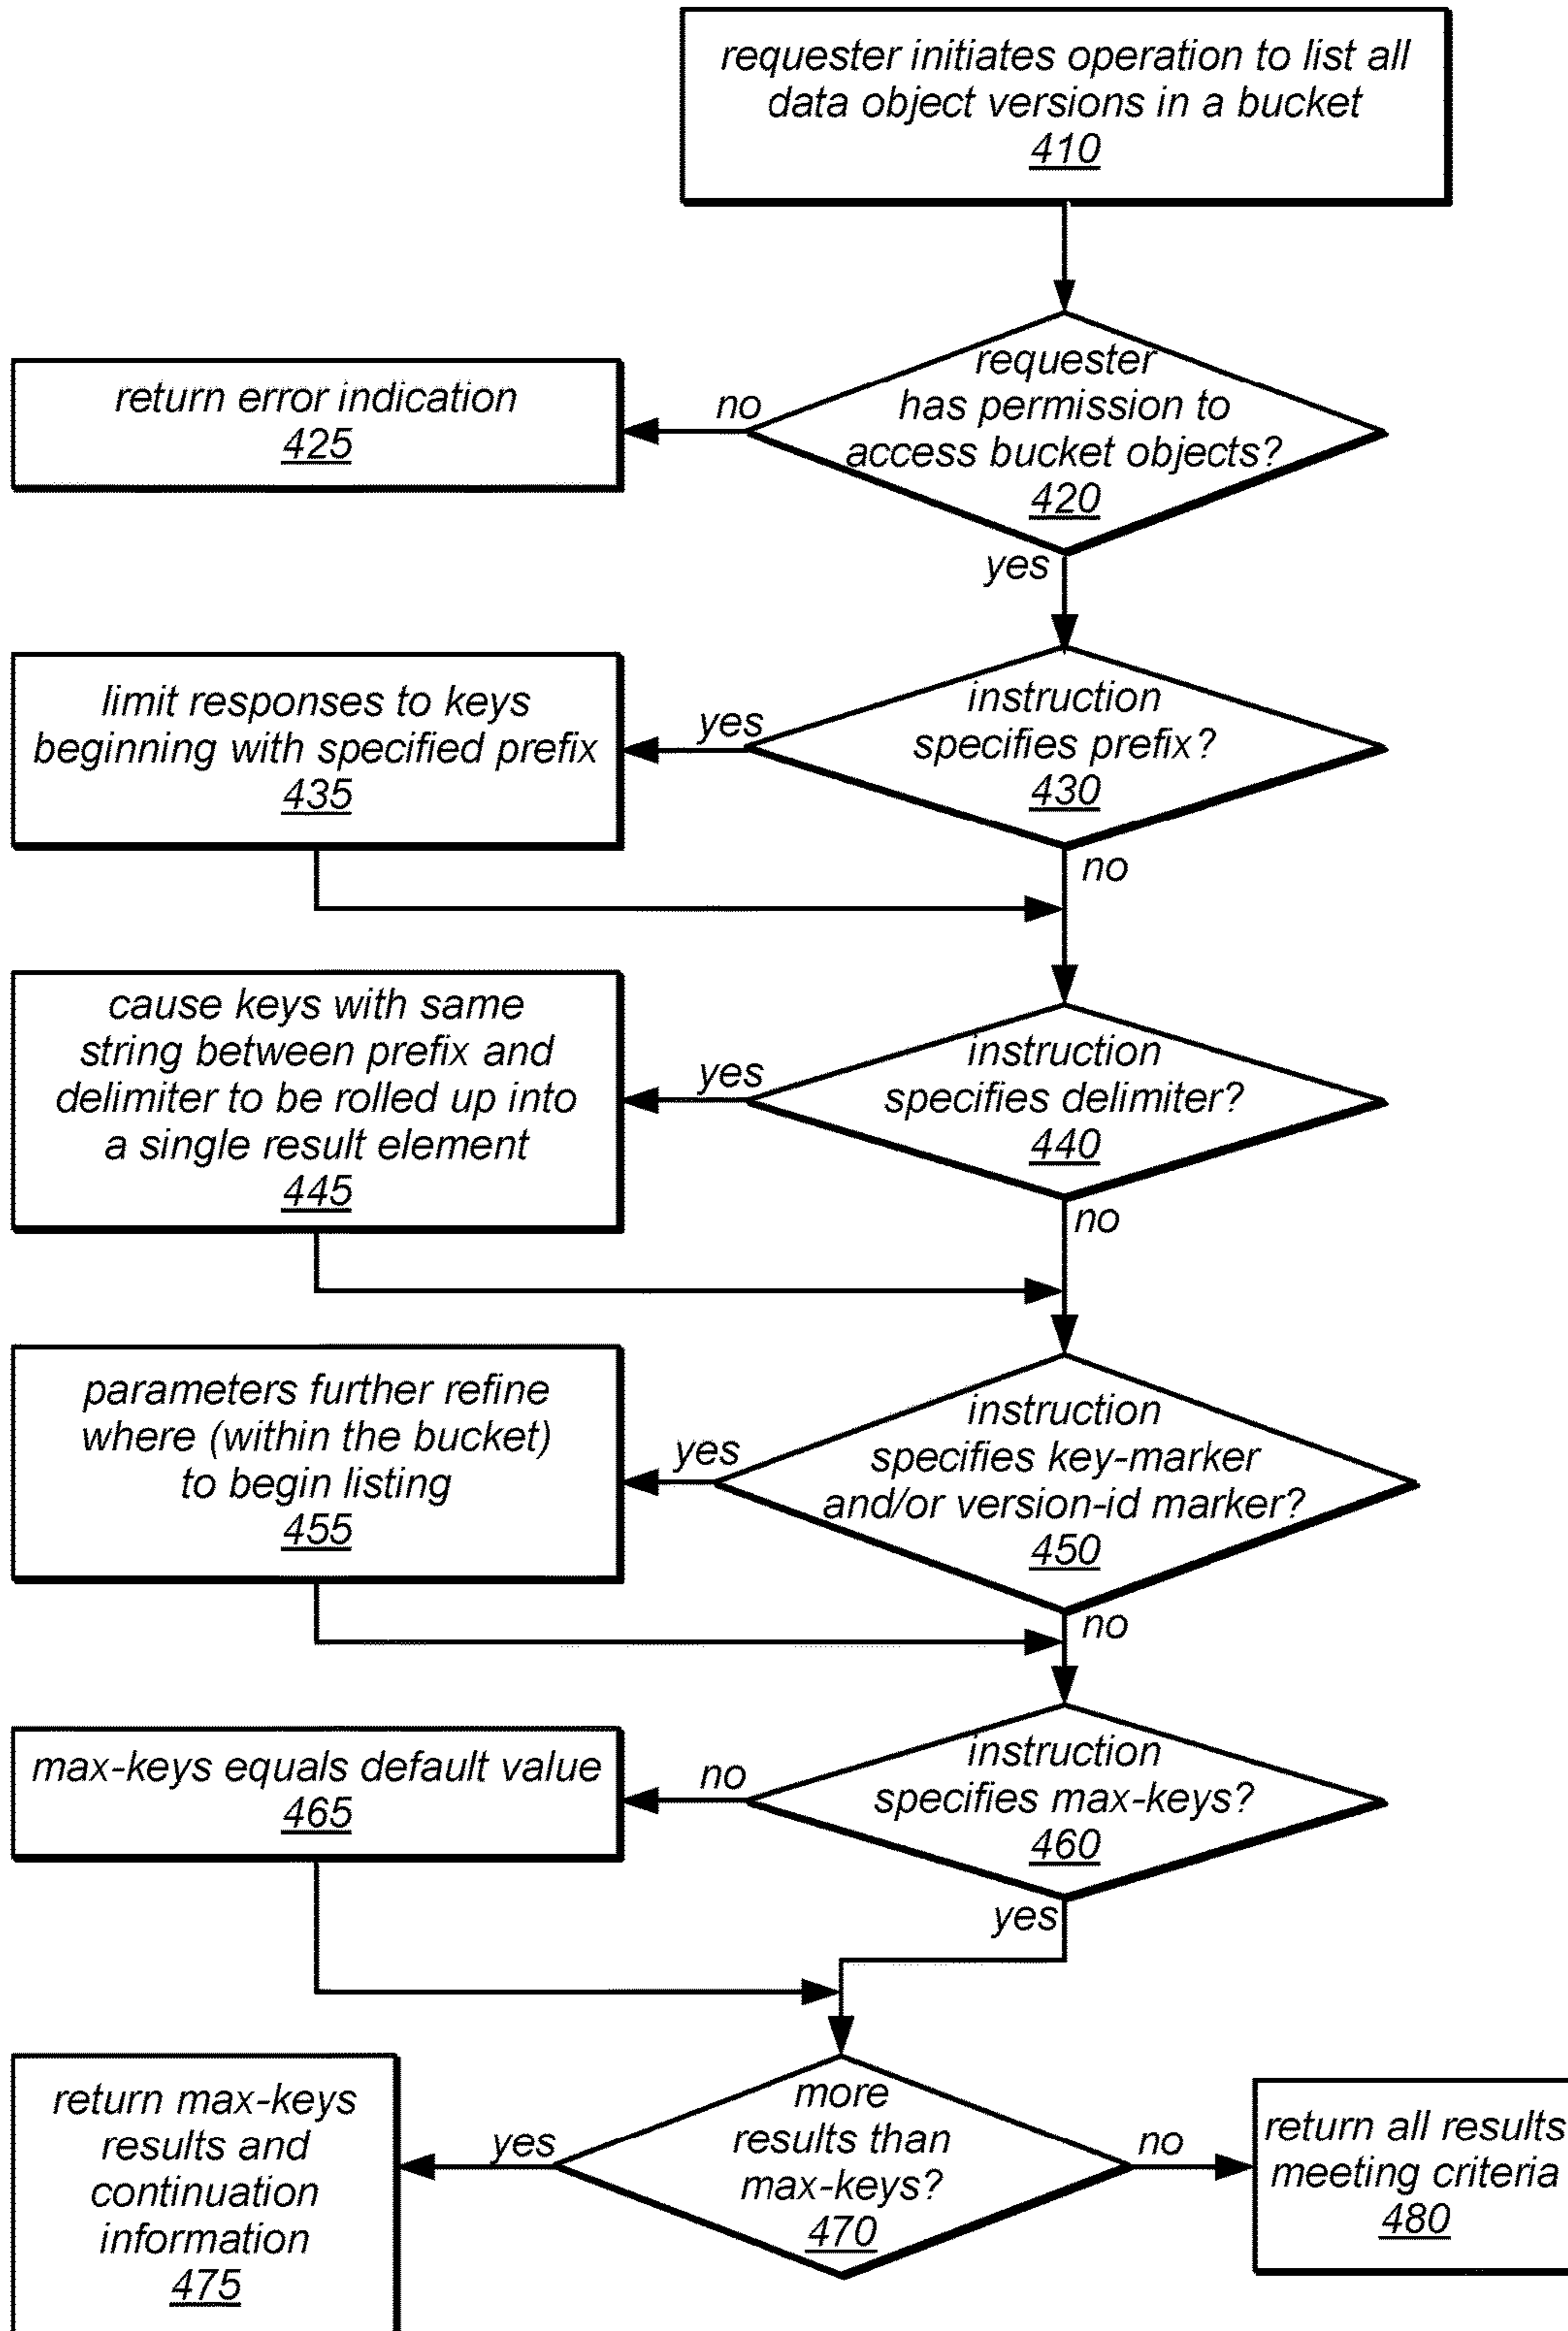 requester initiates operation to list all
data object versions in a bucket
410
requester
has permission to
access bucket objects?
420
no
return error indication
425
yes
instruction
specifies prefix?
430
yes
limit responses to keys
beginning with specified prefix
435
no
instruction
specifies delimiter?
440
yes
cause keys with same
string between prefix and
delimiter to be rolled up into
a single result element
445
no
instruction
specifies key-marker
and/or version-id marker?
450
yes
parameters further refine
where (within the bucket)
to begin listing
455
no
instruction
specifies max-keys?
460
no
max-keys equals default value
465
yes
more
results than
max-keys?
470
yes
return max-keys
results and
continuation
information
475
no
return all results
meeting criteria
480